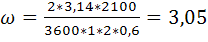 ω = 2*3,14*2100 / 3600*1*2*0,6 = 3,05